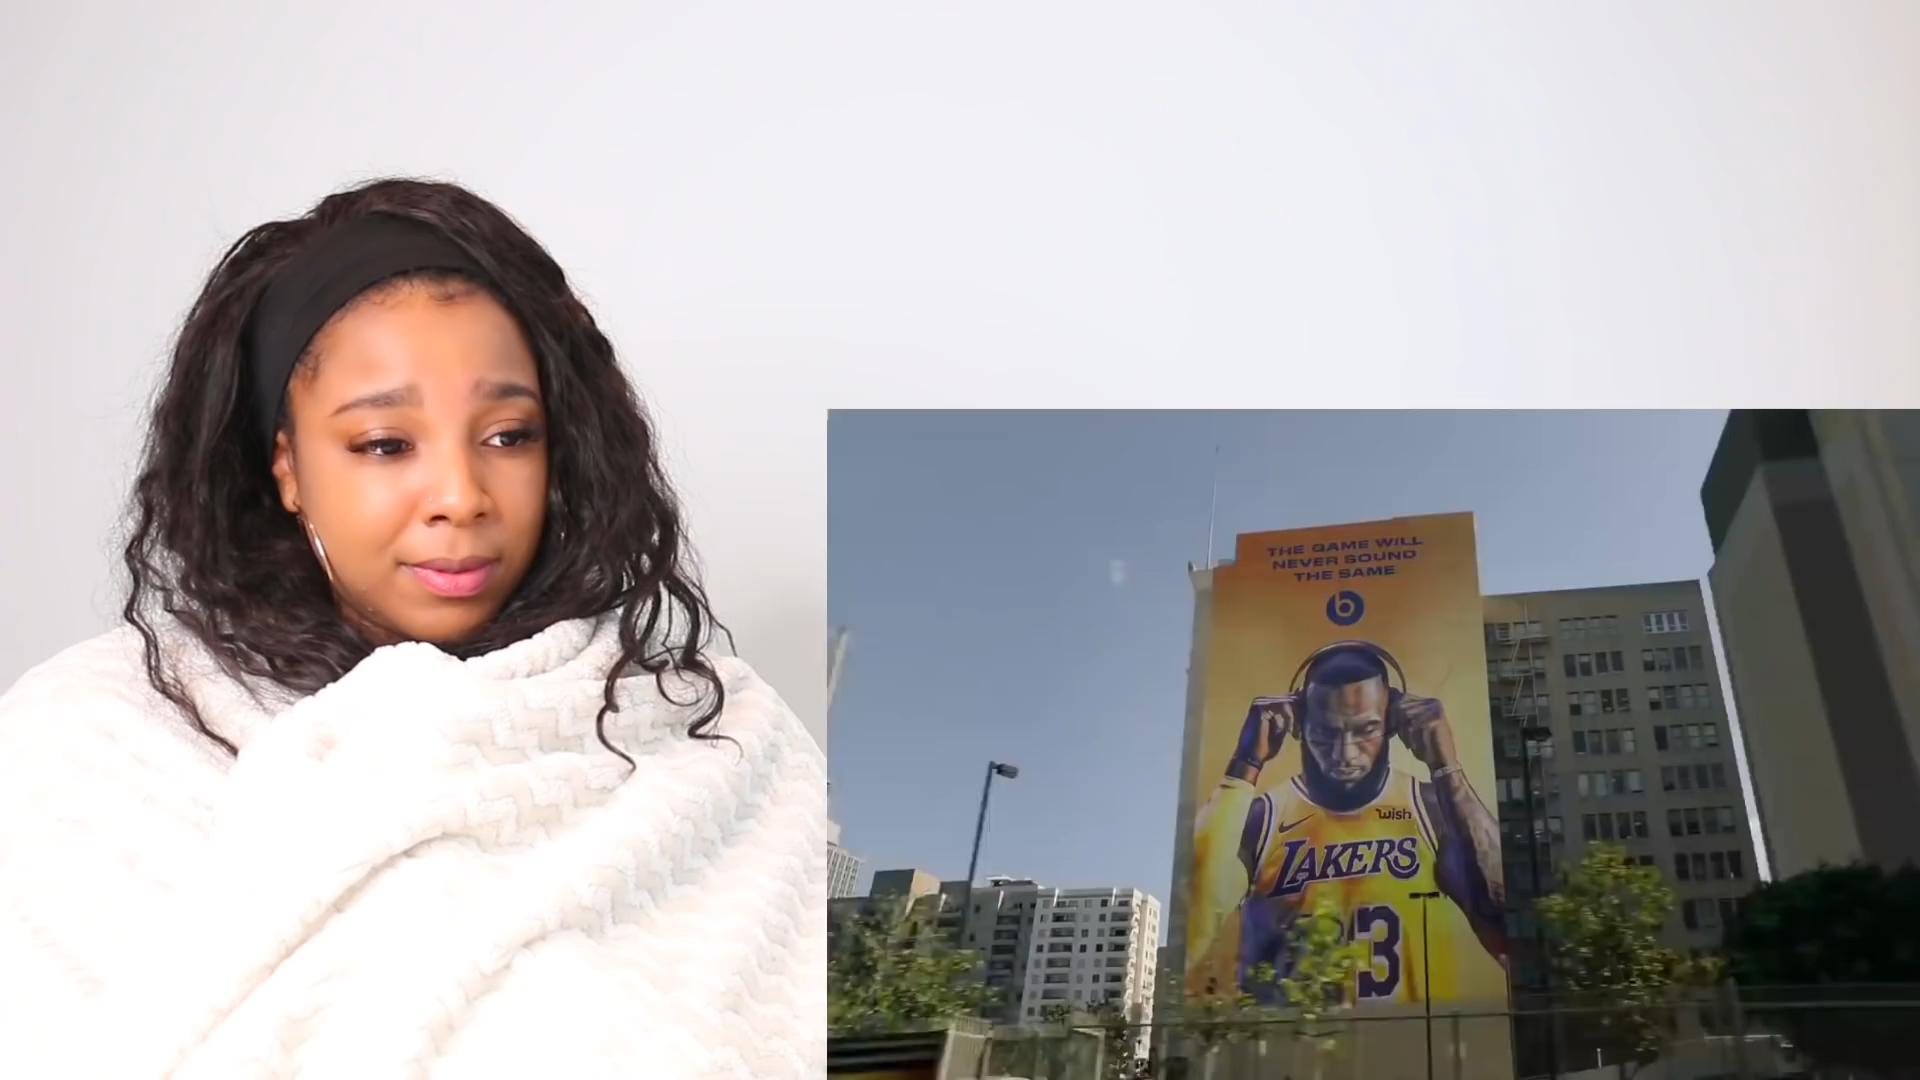 THE GAME WILL
NEVER SOUND
THE SAME
b
wish
LAKERS
23